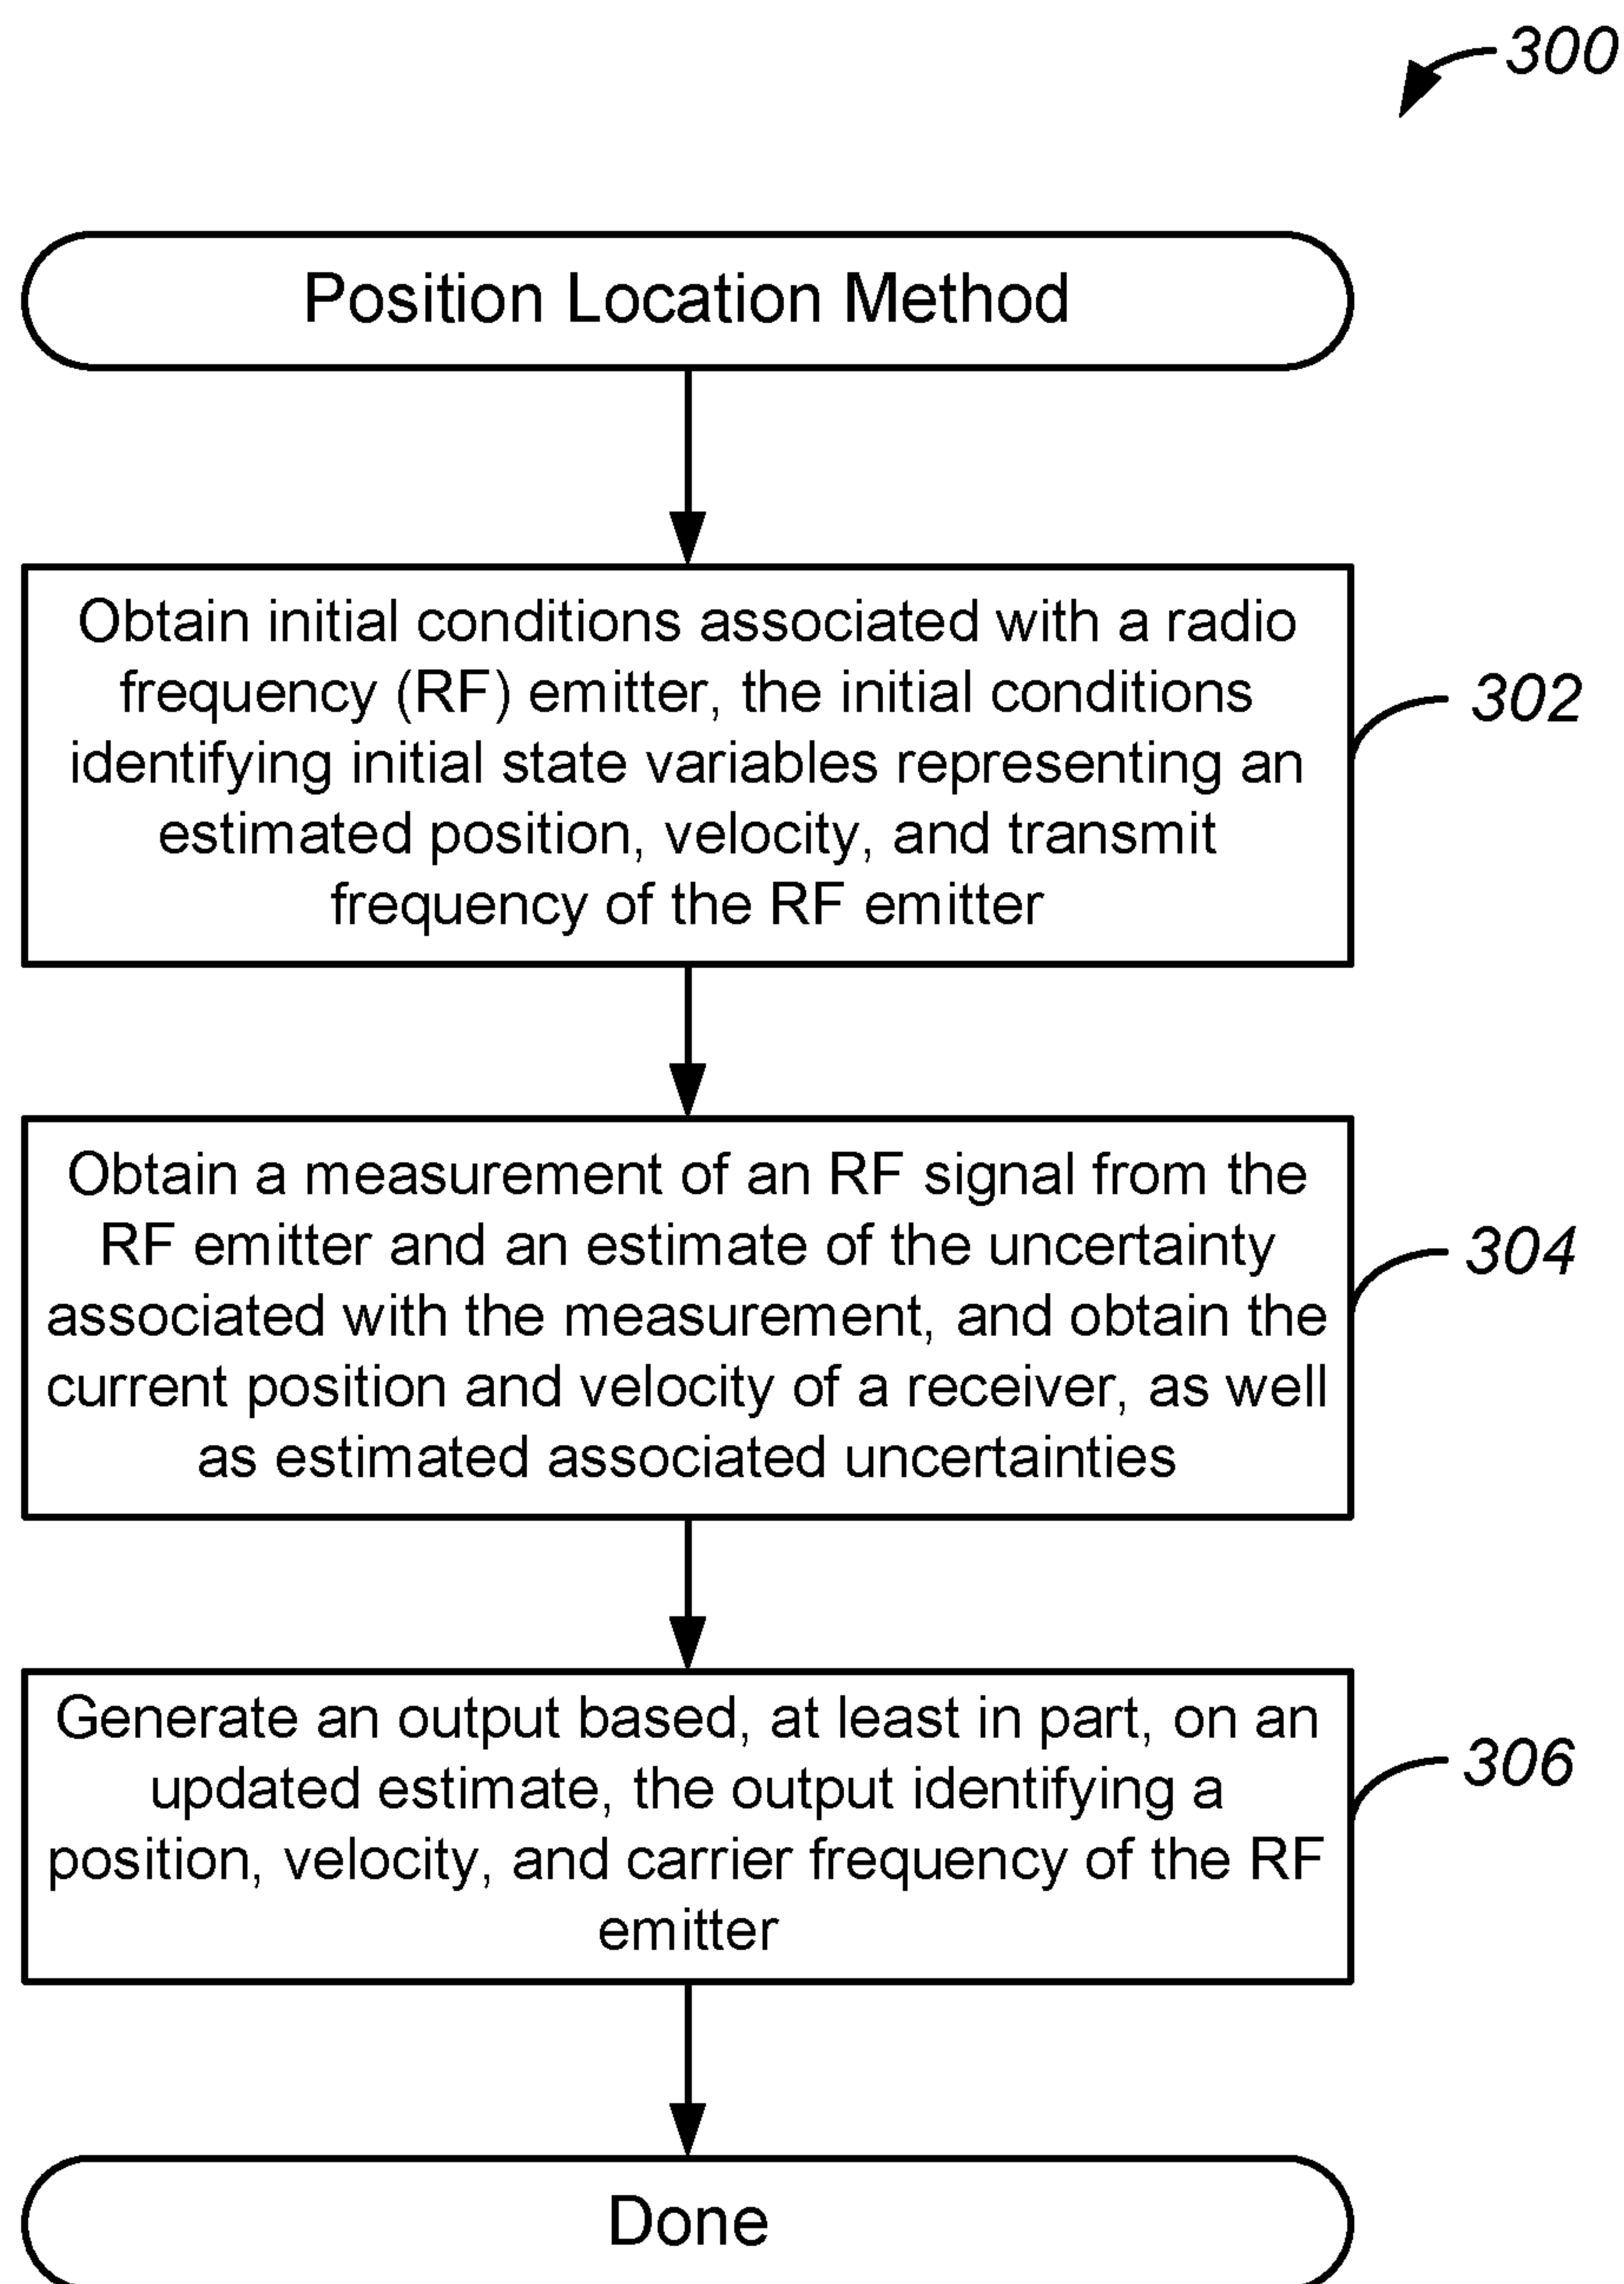 300
Position Location Method
Obtain initial conditions associated with a radio
frequency (RF) emitter, the initial conditions
identifying initial state variables representing an
estimated position, velocity, and transmit
frequency of the RF emitter
302
Obtain a measurement of an RF signal from the
RF emitter and an estimate of the uncertainty
associated with the measurement, and obtain the
current position and velocity of a receiver, as well
as estimated associated uncertainties
304
Generate an output based, at least in part, on an
updated estimate, the output identifying a
position, velocity, and carrier frequency of the RF
emitter
306
Done